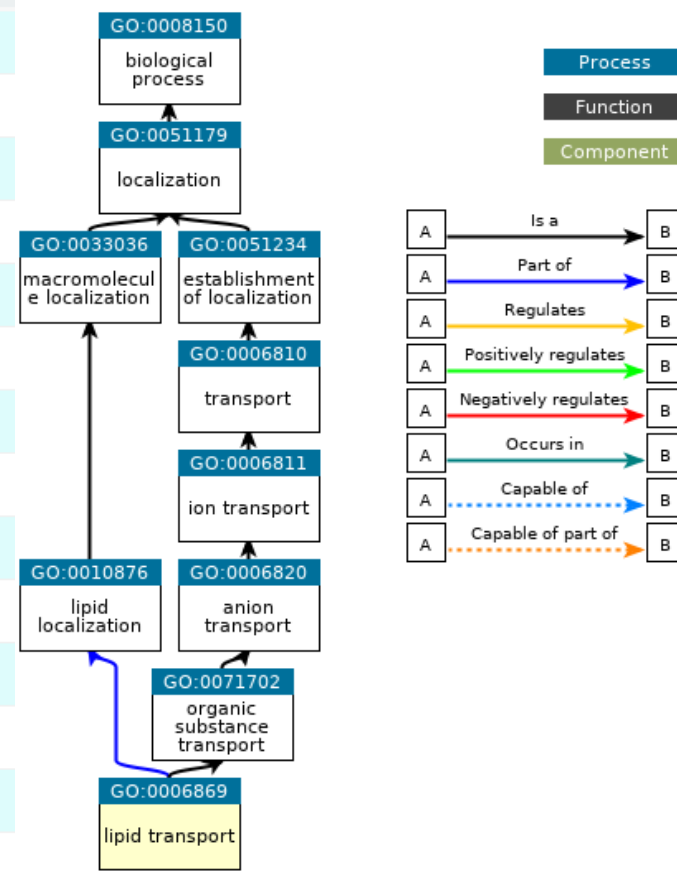 GO:0008150
biological
process
GO:0051179
localization
GO:0033036
macromolecul
e localization
GO:0051234
establishment
of localization
GO:0006810
transport
GO:0006811
ion transport
GO:0010876
lipid
localization
GO:0006820
anion
transport
GO:0071702
organic
substance
transport
GO:0006869
lipid transport
Process
Function
Component
A Is a B
A Part of B
A Regulates B
A Positively regulates B
A Negatively regulates B
A Occurs in B
A Capable of B
A Capable of part of B